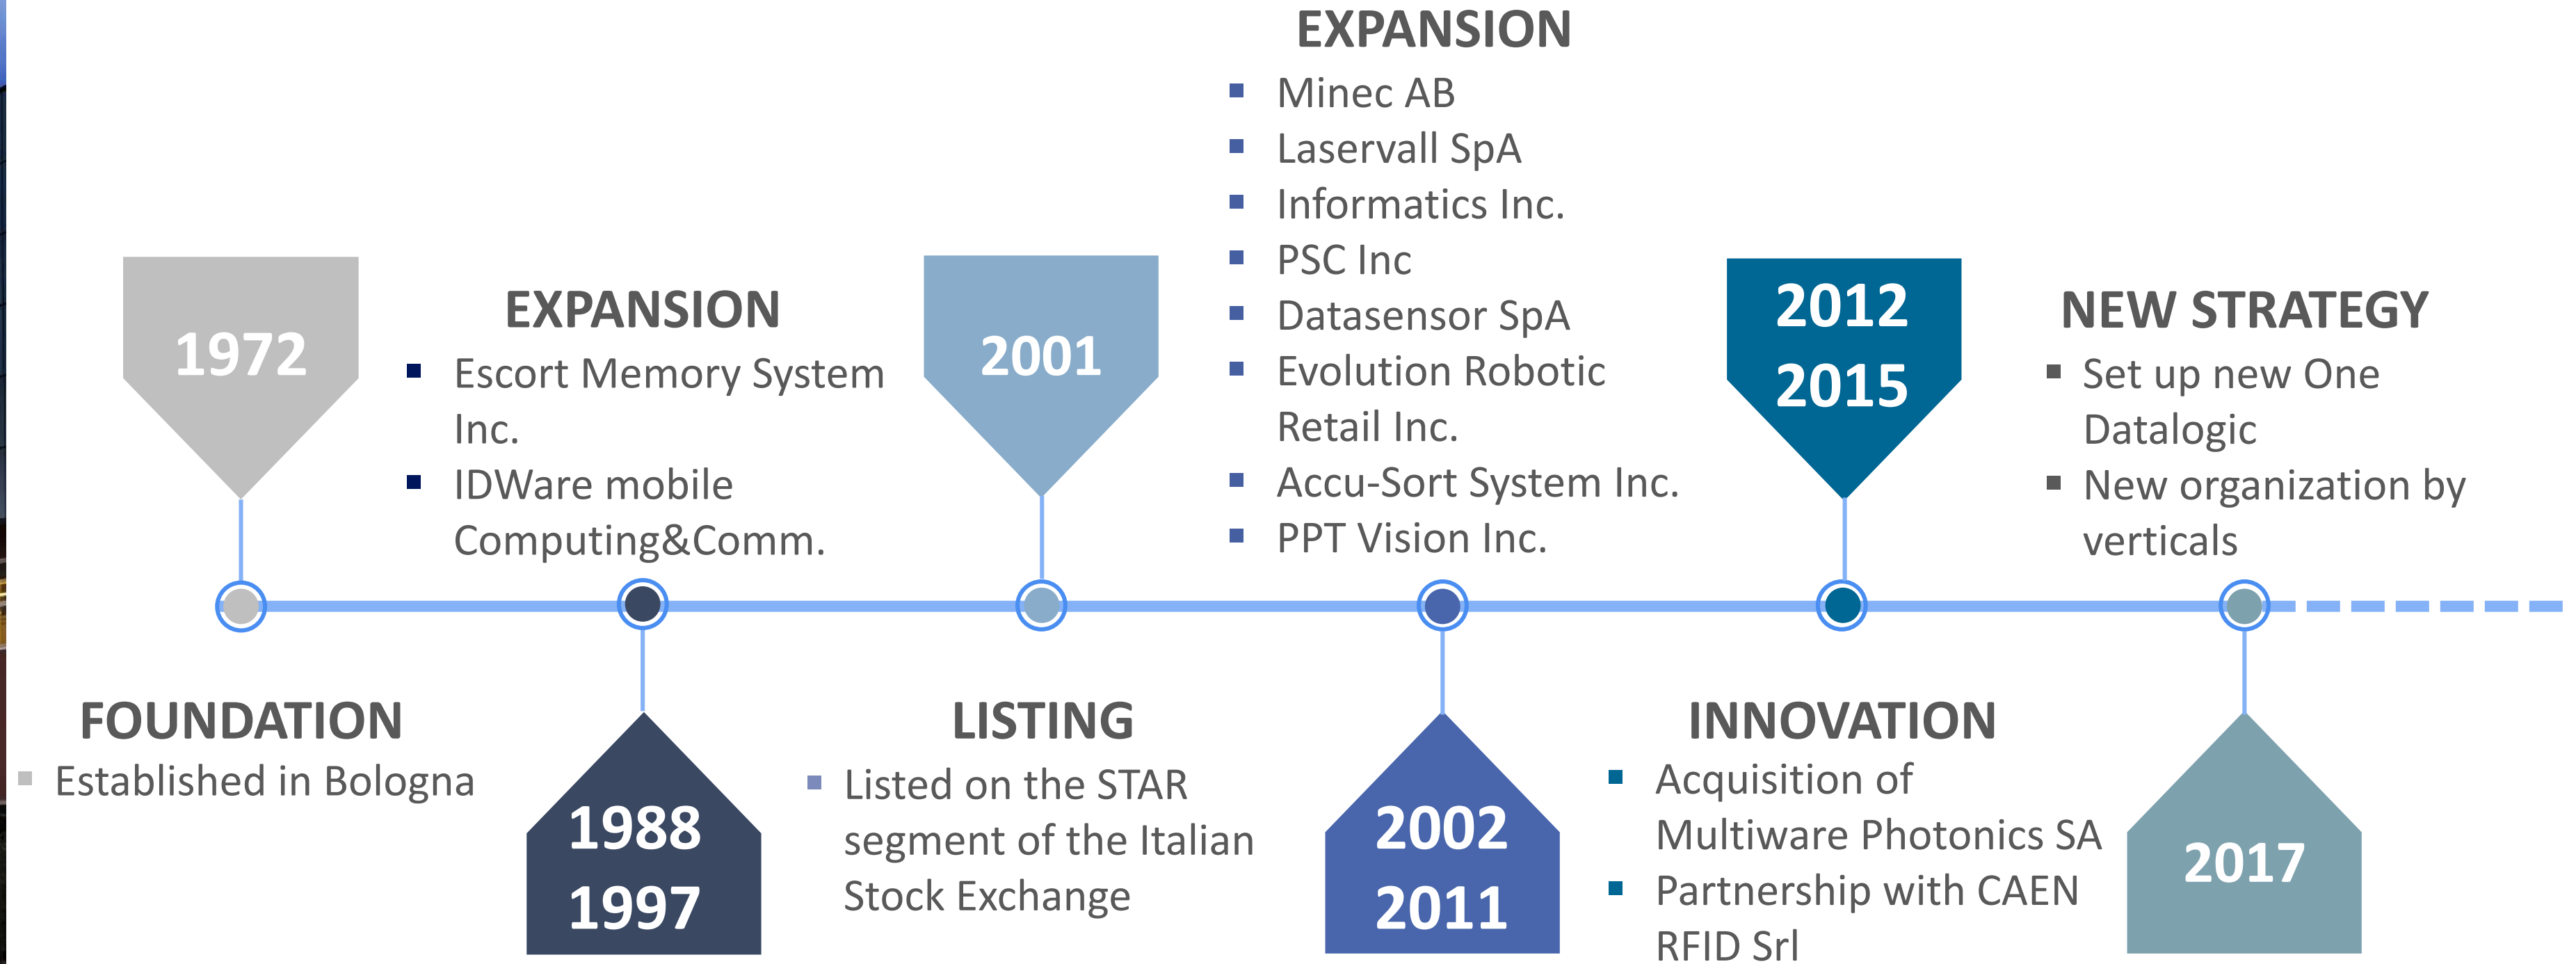 1972
FOUNDATION
Established in Bologna
EXPANSION
Escort Memory System
Inc.
IDWare mobile
Computing&Comm.
1988
1997
2001
LISTING
Listed on the STAR
segment of the Italian
Stock Exchange
EXPANSION
Minec AB
Laservall SpA
Informatics Inc.
PSC Inc
Datasensor SpA
Evolution Robotic
Retail Inc.
Accu-Sort System Inc.
PPT Vision Inc.
2002
2011
2012
2015
INNOVATION
Acquisition of
Multiware Photonics SA
Partnership with CAEN
RFID Srl
NEW STRATEGY
Set up new One
Datalogic
New organization by
verticals
2017